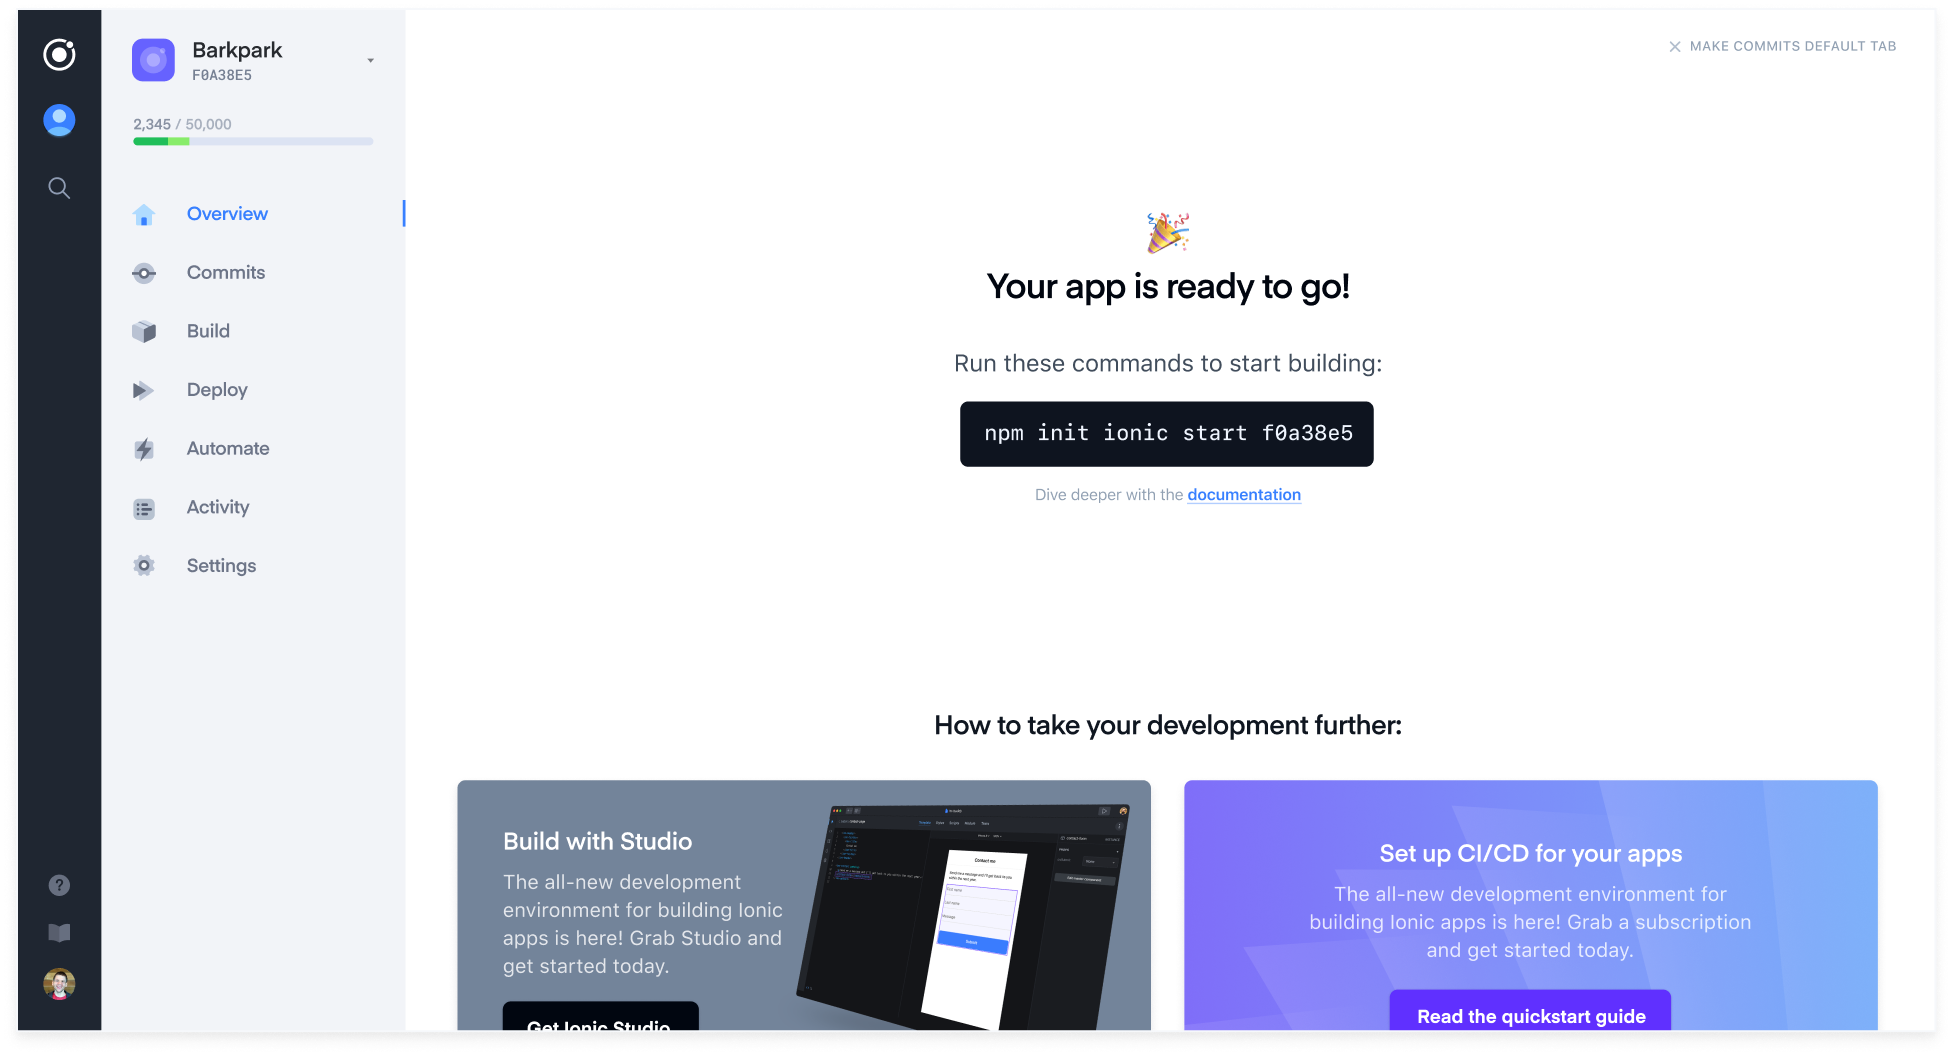 Barkpark
F0A38E5
2,345 / 50,000
Overview
Commits
Build
Deploy
Automate
Activity
Settings
MAKE COMMITS DEFAULT TAB
Your app is ready to go!
Run these commands to start building:
npm init ionic start f0a38e5
Dive deeper with the documentation
How to take your development further:
Build with Studio
The all-new development
environment for building Ionic
apps is here! Grab Studio and
get started today.
Get Ionic Studio
Contact me
Submit
Set up CI/CD for your apps
The all-new development environment for
building Ionic apps is here! Grab a subscription
and get started today.
Read the quickstart guide